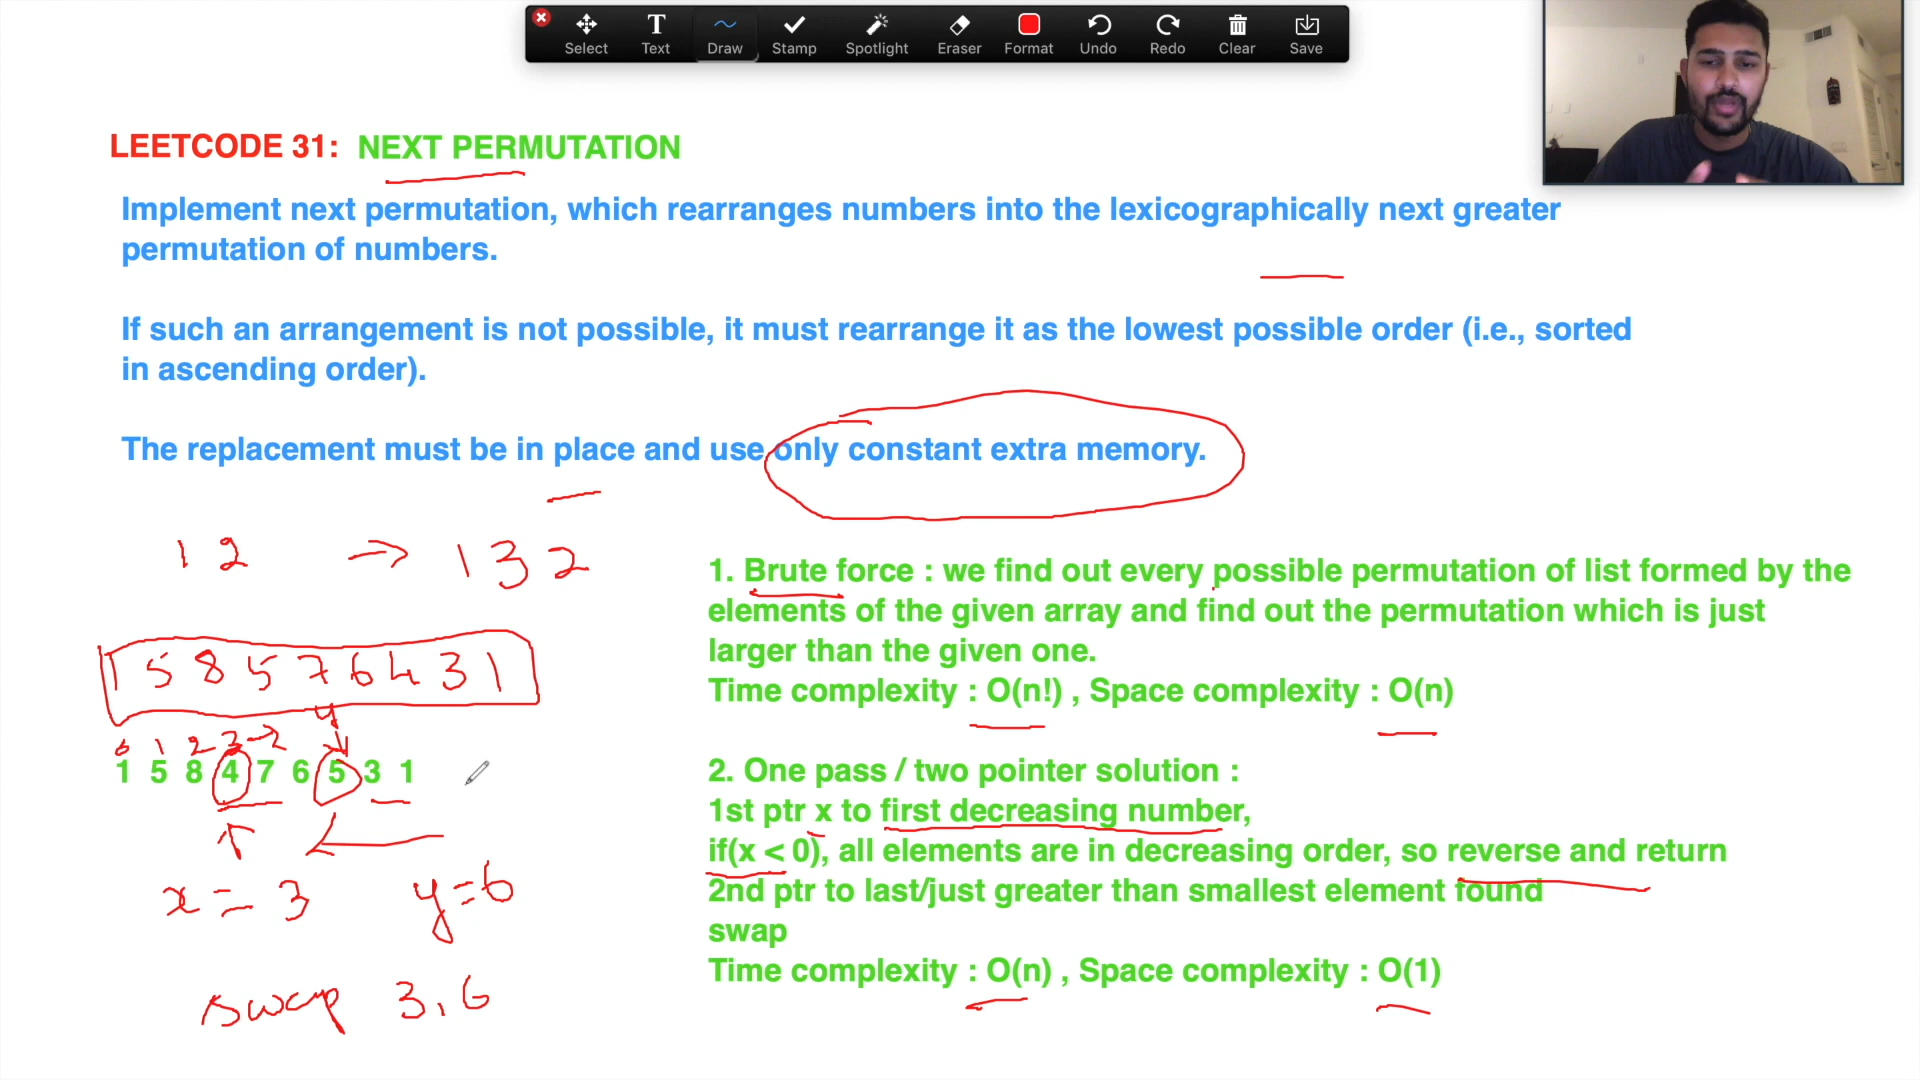 Select Text Draw Stamp Spotlight Eraser Format Undo Redo Clear Save
LEETCODE 31: NEXT PERMUTATION
Implement next permutation, which rearranges numbers into the lexicographically next greater
permutation of numbers.
If such an arrangement is not possible, it must rearrange it as the lowest possible order (i.e., sorted
in ascending order).
The replacement must be in place and use only constant extra memory.
1 2 → 1 3 2
1 5 8 5 7 6 4 3 1
y
0 1 2 3 →
1 5 8 4 7 6 5 3 1
x = 3 y = 6
swap 3, 6
1. Brute force : we find out every possible permutation of list formed by the
elements of the given array and find out the permutation which is just
larger than the given one.
Time complexity : O(n!) , Space complexity : O(n)
2. One pass / two pointer solution :
1st ptr x to first decreasing number,
if(x < 0), all elements are in decreasing order, so reverse and return
2nd ptr to last/just greater than smallest element found
swap
Time complexity : O(n) , Space complexity : O(1)